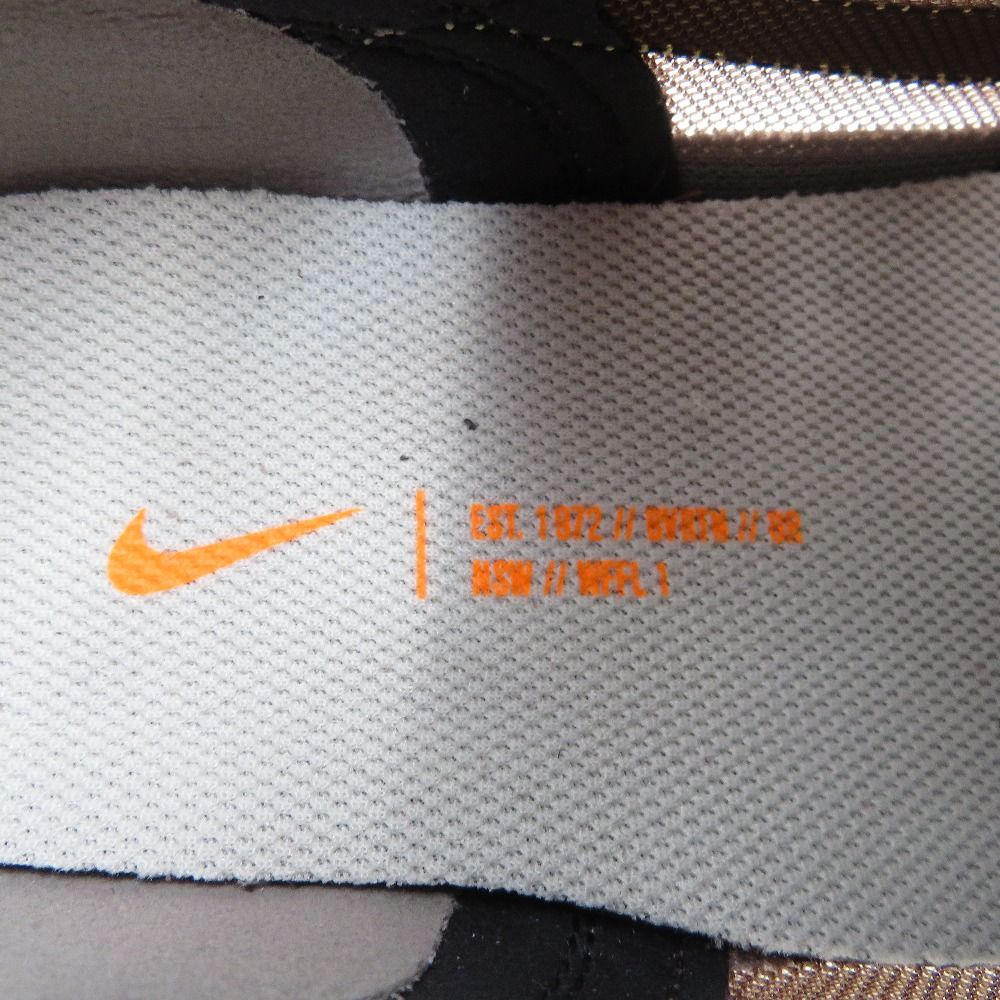 EST. 1972 // BVRTN // OR
NSW // WFFL 1